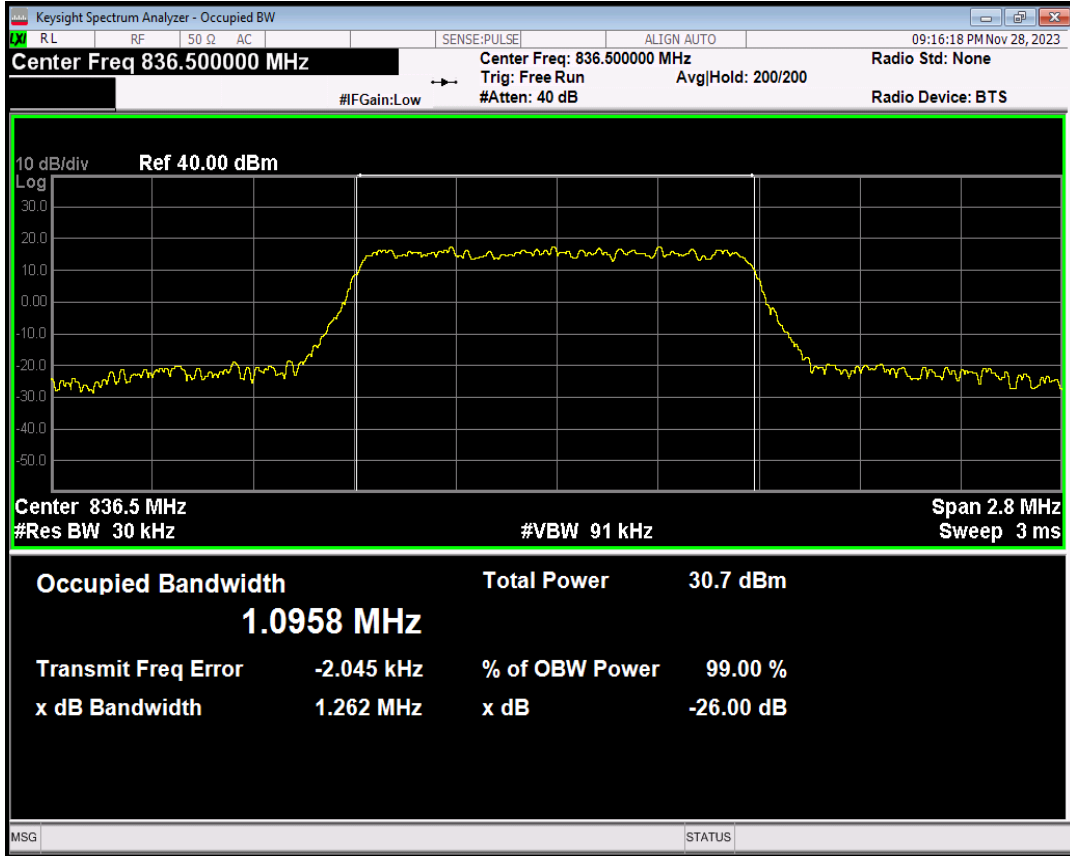 Keysight Spectrum Analyzer - Occupied BW
LXI RL RF 50 Ω AC SENSE:PULSE ALIGN AUTO 09:16:18 PM Nov 28, 2023
Center Freq 836.500000 MHz Center Freq: 836.500000 MHz Radio Std: None
Trig: Free Run Avg|Hold: 200/200
#IFGain:Low #Atten: 40 dB Radio Device: BTS
10 dB/div Ref 40.00 dBm
Log
30.0
20.0
10.0
0.00
-10.0
-20.0
-30.0
-40.0
-50.0
Center 836.5 MHz Span 2.8 MHz
#Res BW 30 kHz #VBW 91 kHz Sweep 3 ms
Occupied Bandwidth Total Power 30.7 dBm
1.0958 MHz
Transmit Freq Error -2.045 kHz % of OBW Power 99.00 %
x dB Bandwidth 1.262 MHz x dB -26.00 dB
MSG STATUS